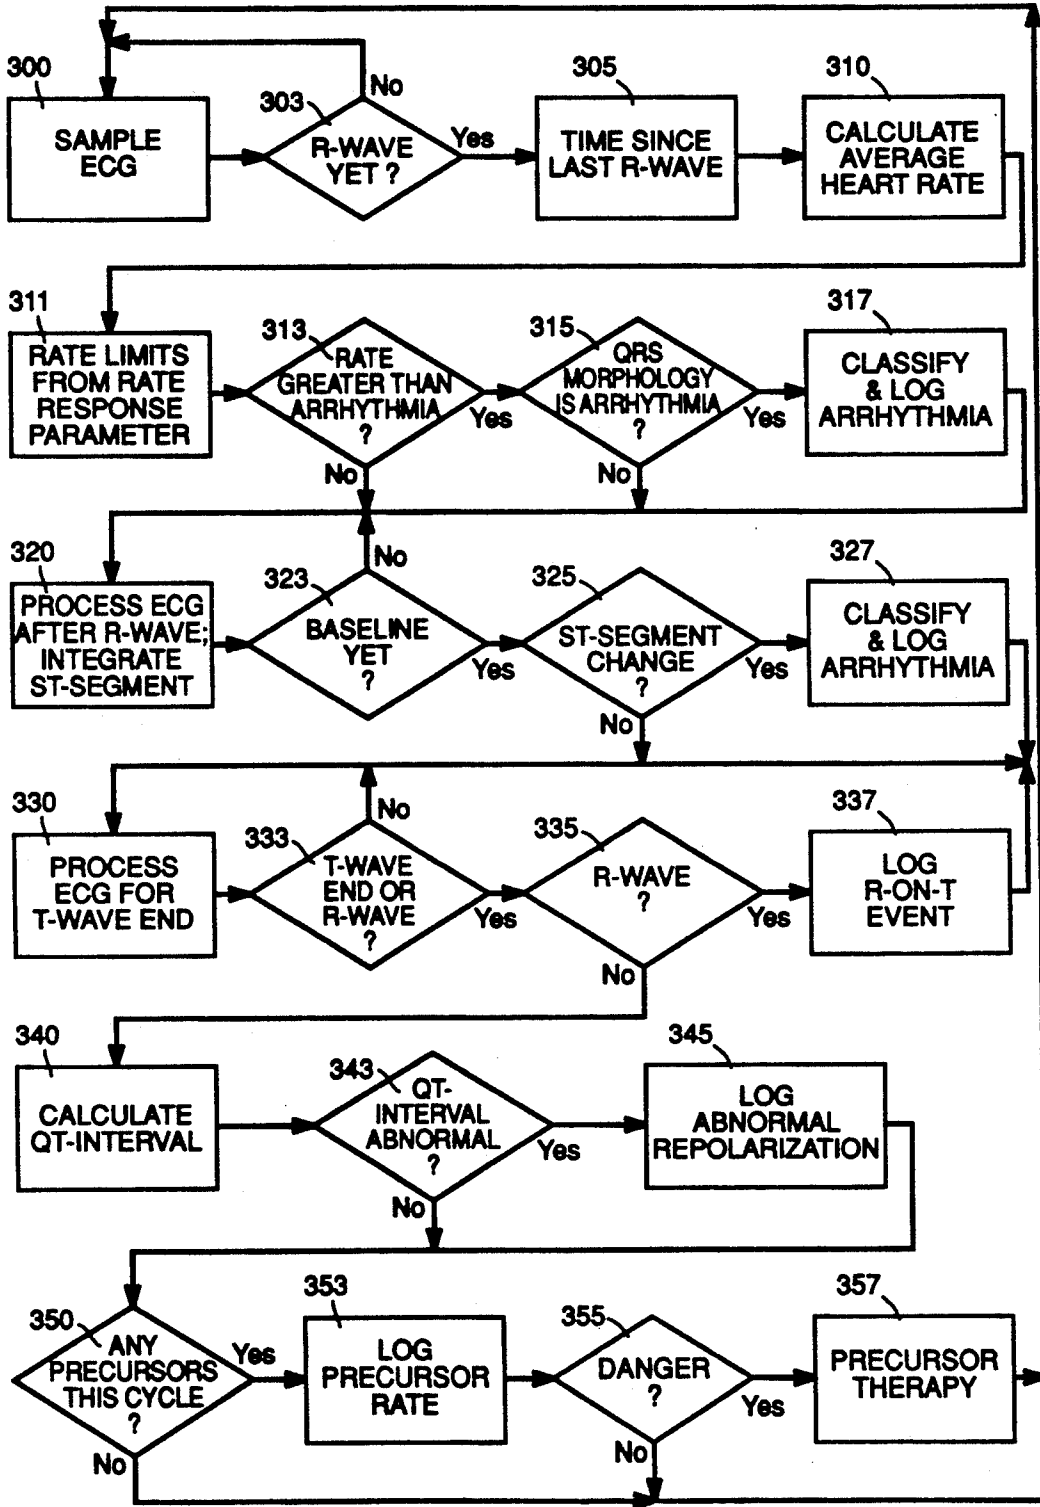 300
SAMPLE
ECG
303
R-WAVE
YET ?
No
Yes
305
TIME SINCE
LAST R-WAVE
310
CALCULATE
AVERAGE
HEART RATE
311
RATE LIMITS
FROM RATE
RESPONSE
PARAMETER
313
RATE
GREATER THAN
ARRHYTHMIA
?
Yes
No
315
QRS
MORPHOLOGY
IS ARRHYTHMIA
?
Yes
No
317
CLASSIFY
& LOG
ARRHYTHMIA
320
PROCESS ECG
AFTER R-WAVE;
INTEGRATE
ST-SEGMENT
323
No
BASELINE
YET
?
Yes
325
ST-SEGMENT
CHANGE
?
Yes
No
327
CLASSIFY
& LOG
ARRHYTHMIA
330
PROCESS
ECG FOR
T-WAVE END
333
No
T-WAVE
END OR
R-WAVE
?
Yes
335
R-WAVE
?
Yes
No
337
LOG
R-ON-T
EVENT
340
CALCULATE
QT-INTERVAL
343
QT-
INTERVAL
ABNORMAL
?
Yes
No
345
LOG
ABNORMAL
REPOLARIZATION
350
ANY
PRECURSORS
THIS CYCLE
?
Yes
No
353
LOG
PRECURSOR
RATE
355
DANGER
?
Yes
No
357
PRECURSOR
THERAPY